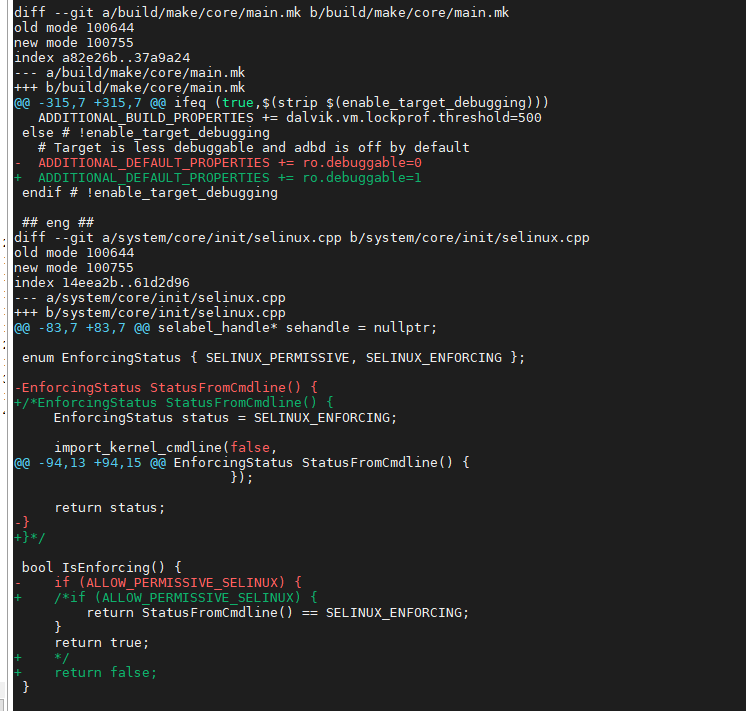 diff --git a/build/make/core/main.mk b/build/make/core/main.mk
old mode 100644
new mode 100755
index a82e26b..37a9a24
--- a/build/make/core/main.mk
+++ b/build/make/core/main.mk
@@ -315,7 +315,7 @@ ifeq (true,$(strip $(enable_target_debugging)))
   ADDITIONAL_BUILD_PROPERTIES += dalvik.vm.lockprof.threshold=500
 else # !enable_target_debugging
   # Target is less debuggable and adbd is off by default
-  ADDITIONAL_DEFAULT_PROPERTIES += ro.debuggable=0
+  ADDITIONAL_DEFAULT_PROPERTIES += ro.debuggable=1
 endif # !enable_target_debugging

 ## eng ##
diff --git a/system/core/init/selinux.cpp b/system/core/init/selinux.cpp
old mode 100644
new mode 100755
index 14eea2b..61d2d96
--- a/system/core/init/selinux.cpp
+++ b/system/core/init/selinux.cpp
@@ -83,7 +83,7 @@ selabel_handle* sehandle = nullptr;

 enum EnforcingStatus { SELINUX_PERMISSIVE, SELINUX_ENFORCING };

-EnforcingStatus StatusFromCmdline() {
+/*EnforcingStatus StatusFromCmdline() {
     EnforcingStatus status = SELINUX_ENFORCING;

     import_kernel_cmdline(false,
@@ -94,13 +94,15 @@ EnforcingStatus StatusFromCmdline() {
                           });

     return status;
-}
+}*/

 bool IsEnforcing() {
-    if (ALLOW_PERMISSIVE_SELINUX) {
+    /*if (ALLOW_PERMISSIVE_SELINUX) {
         return StatusFromCmdline() == SELINUX_ENFORCING;
     }
     return true;
+    */
+    return false;
 }